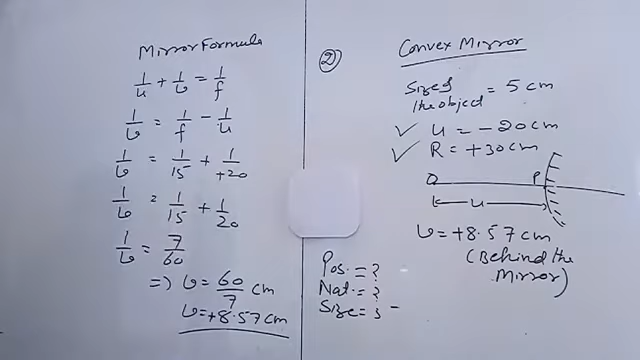 Mirror Formula
1/u + 1/v = 1/f
1/v = 1/f - 1/u
1/v = 1/15 + 1/+20
1/v = 1/15 + 1/20
1/v = 7/60
=> v = 60/7 cm
v = +8.57 cm
2
Convex Mirror
Size of the object = 5 cm
✓ u = -20 cm
✓ R = +30 cm
O P
u
v = +8.57 cm
(Behind the
Mirror)
Pos. = ?
Nat. = ?
Size = ? -